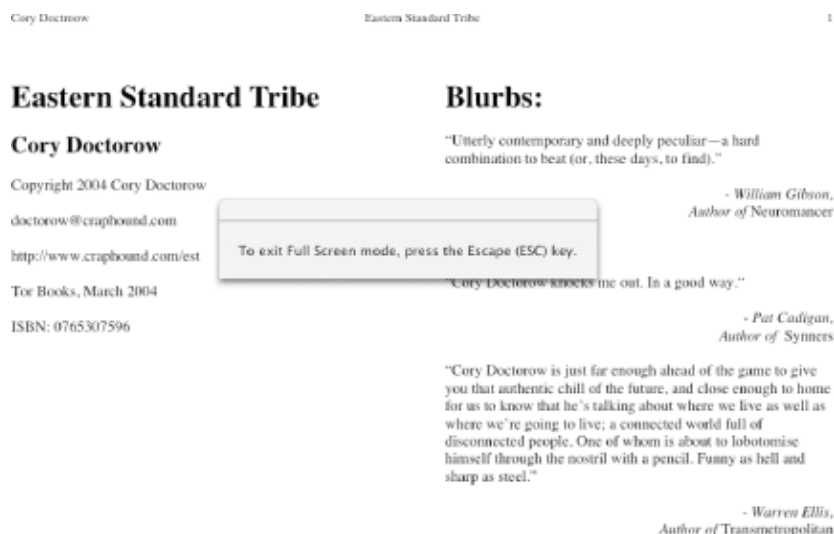 Cory Doctorow
Eastern Standard Tribe
1
Eastern Standard Tribe
Cory Doctorow
Copyright 2004 Cory Doctorow
doctorow@craphound.com
http://www.craphound.com/est
Tor Books, March 2004
ISBN: 0765307596
Blurbs:
“Utterly contemporary and deeply peculiar—a hard
combination to beat (or, these days, to find).”
- William Gibson,
Author of Neuromancer
To exit Full Screen mode, press the Escape (ESC) key.
“Cory Doctorow knocks me out. In a good way.“
- Pat Cadigan,
Author of Synners
“Cory Doctorow is just far enough ahead of the game to give
you that authentic chill of the future, and close enough to home
for us to know that he’s talking about where we live as well as
where we’re going to live; a connected world full of
disconnected people. One of whom is about to lobotomise
himself through the nostril with a pencil. Funny as hell and
sharp as steel.”
- Warren Ellis,
Author of Transmetropolitan